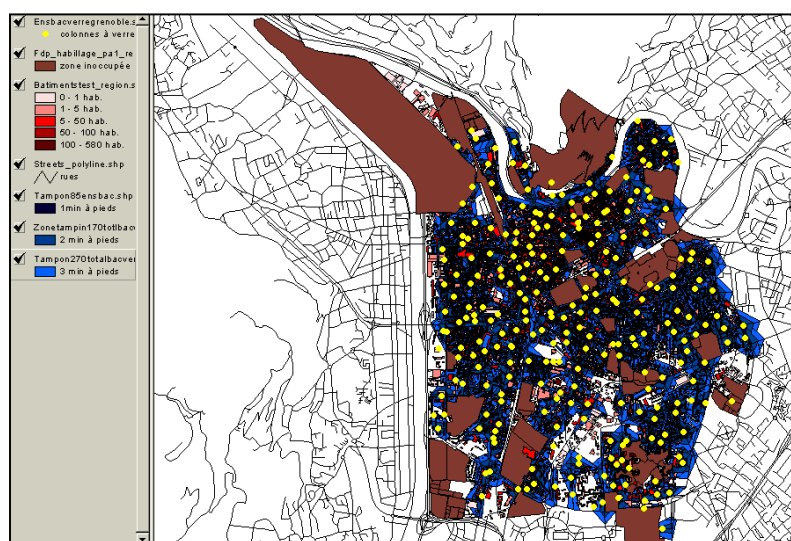 Ensbacverregrenoble.s
colonnes à verre
Fdp_habillage_pa1_re
zone inoccupée
Batimentstest_region.s
0 - 1 hab.
1 - 5 hab.
5 - 50 hab.
50 - 100 hab.
100 - 580 hab.
Streets_polyline.shp
rues
Tampon85ensbac.shp
1min à pieds
Zonetampin170totlbacv
2 min à pieds
Tampon270totalbacver
3 min à pieds